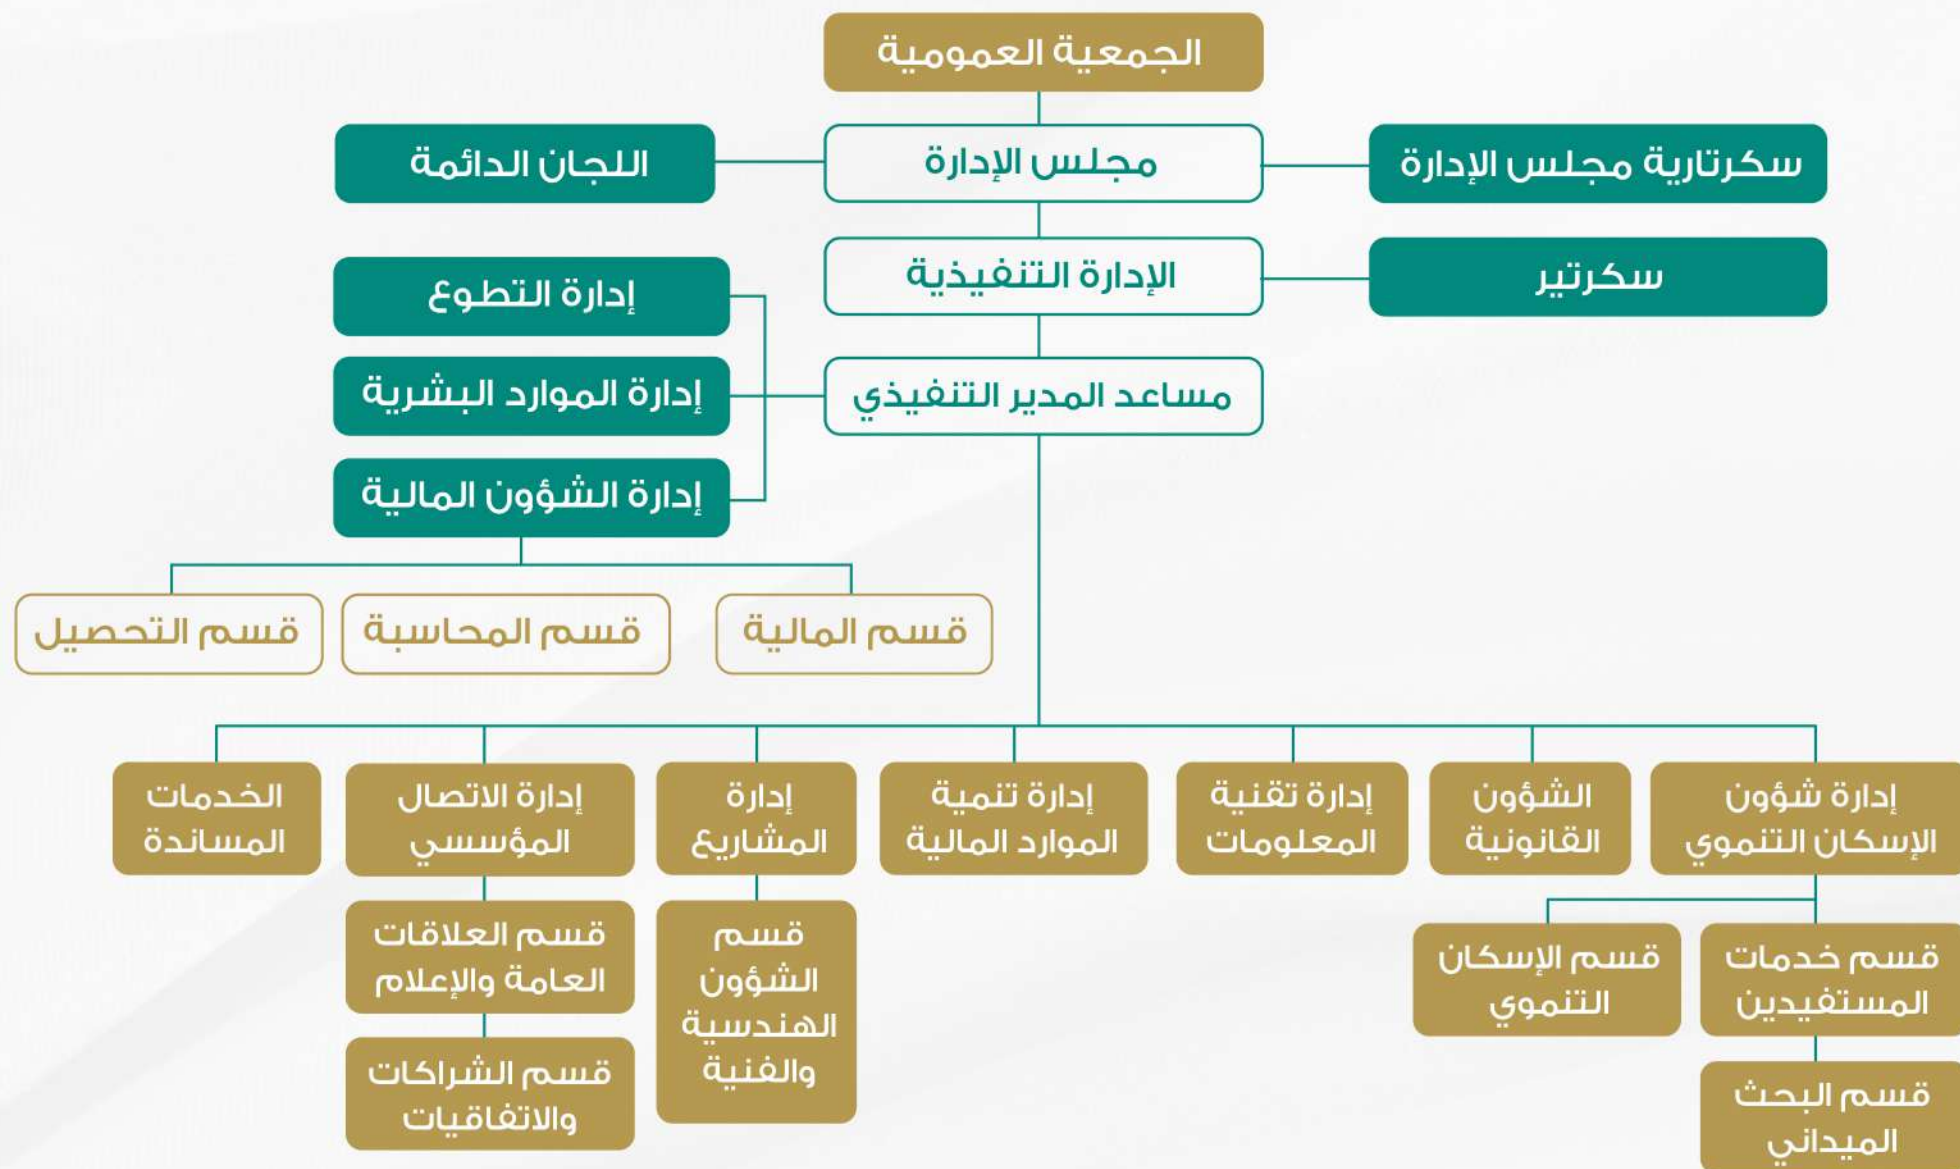 الجمعية العمومية
سكرتارية مجلس الإدارة
مجلس الإدارة
اللجان الدائمة
سكرتير
الإدارة التنفيذية
إدارة التطوع
مساعد المدير التنفيذي
إدارة الموارد البشرية
إدارة الشؤون المالية
قسم المالية
قسم المحاسبة
قسم التحصيل
إدارة شؤون
الإسكان التنموي
الشؤون
القانونية
إدارة تقنية
المعلومات
إدارة تنمية
الموارد المالية
إدارة
المشاريع
إدارة الاتصال
المؤسسي
الخدمات
المساندة
قسم خدمات
المستفيدين
قسم الإسكان
التنموي
قسم
الشؤون
الهندسية
والفنية
قسم العلاقات
العامة والإعلام
قسم البحث
الميداني
قسم الشراكات
والاتفاقيات